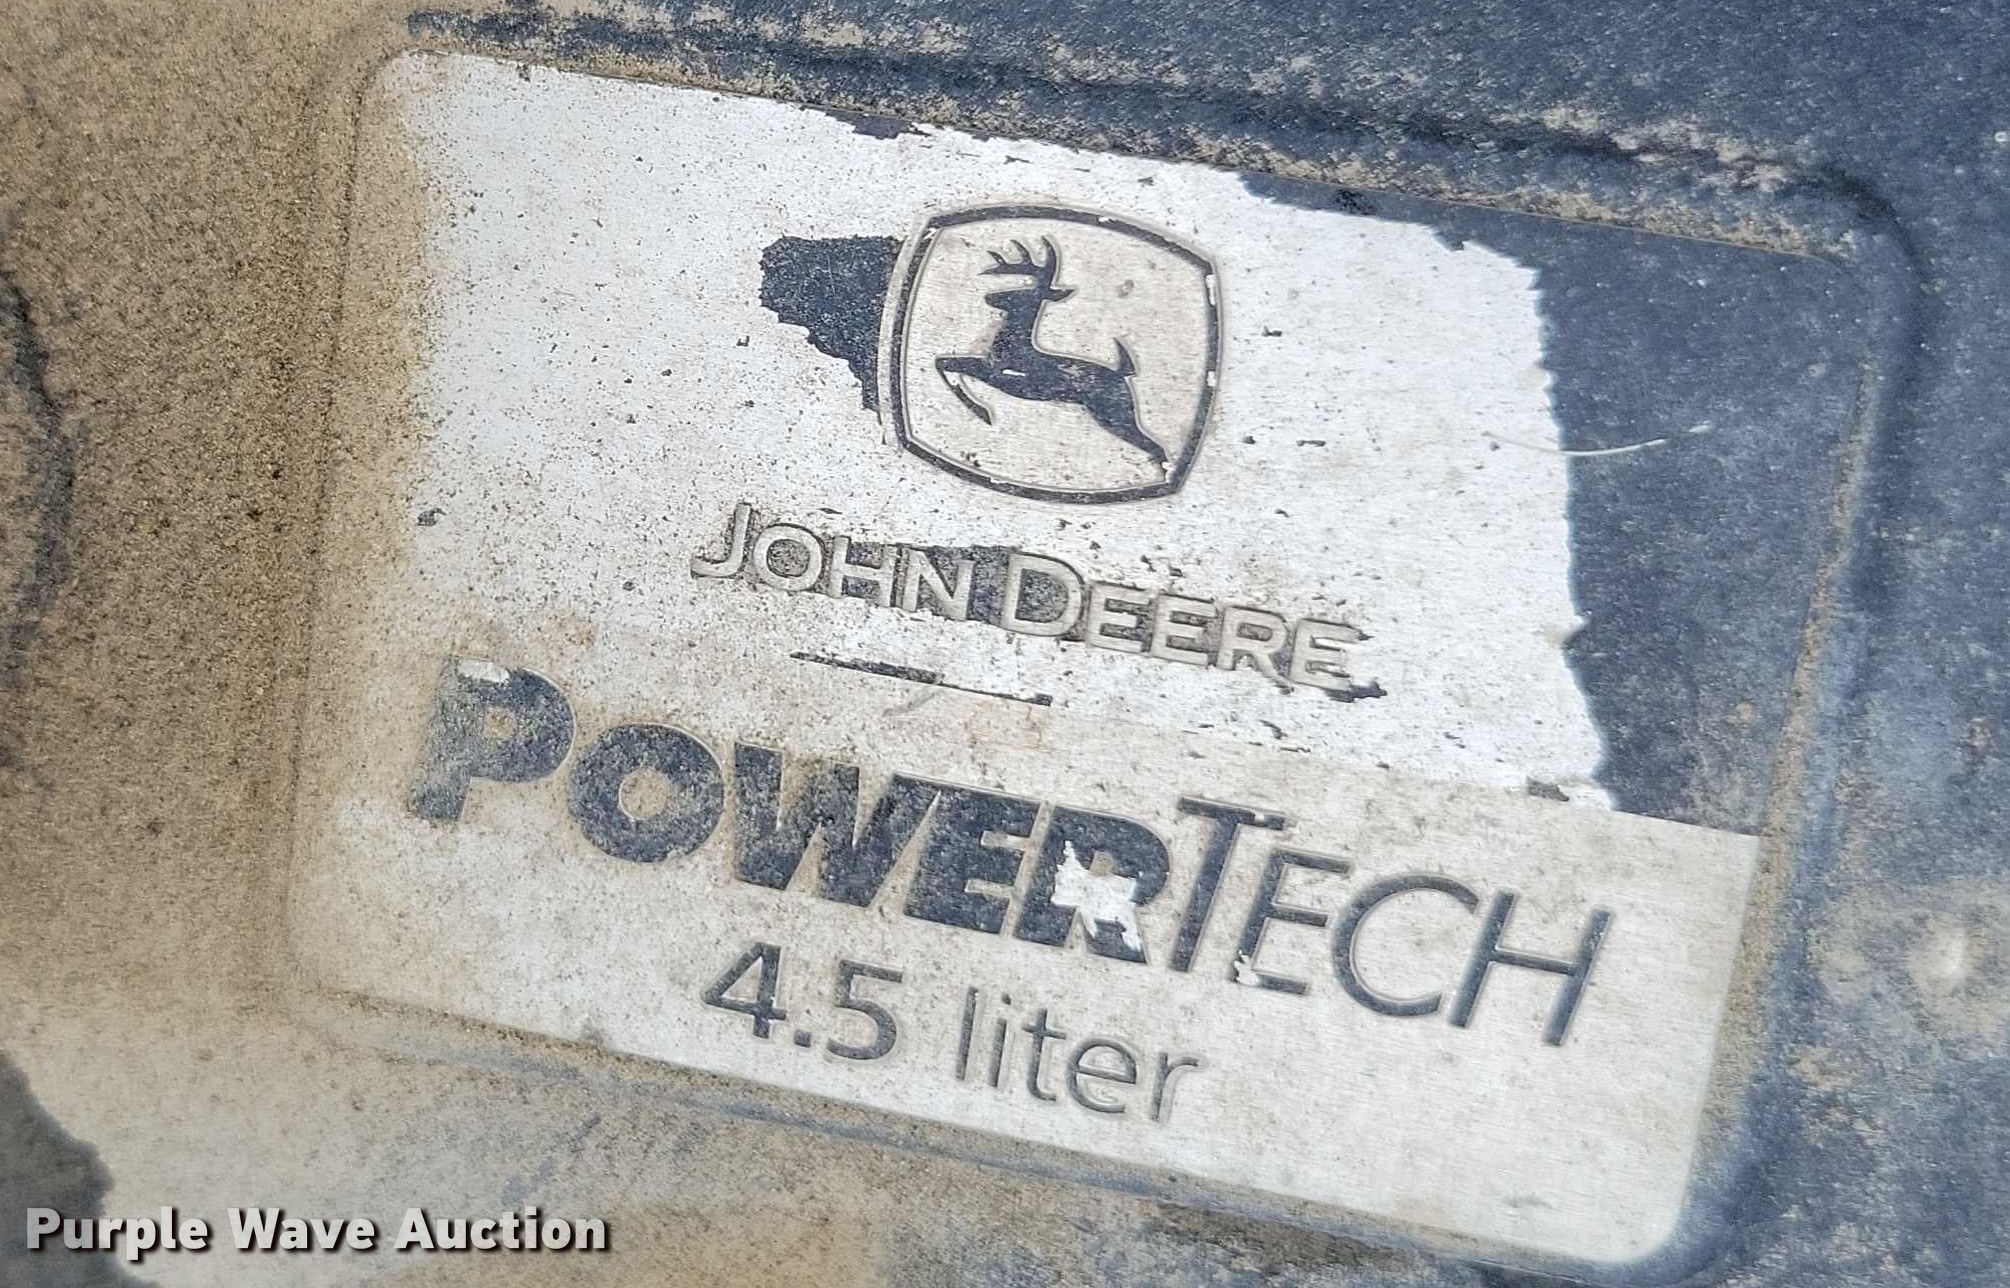 JOHN DEERE
POWERTECH
4.5 liter
Purple Wave Auction